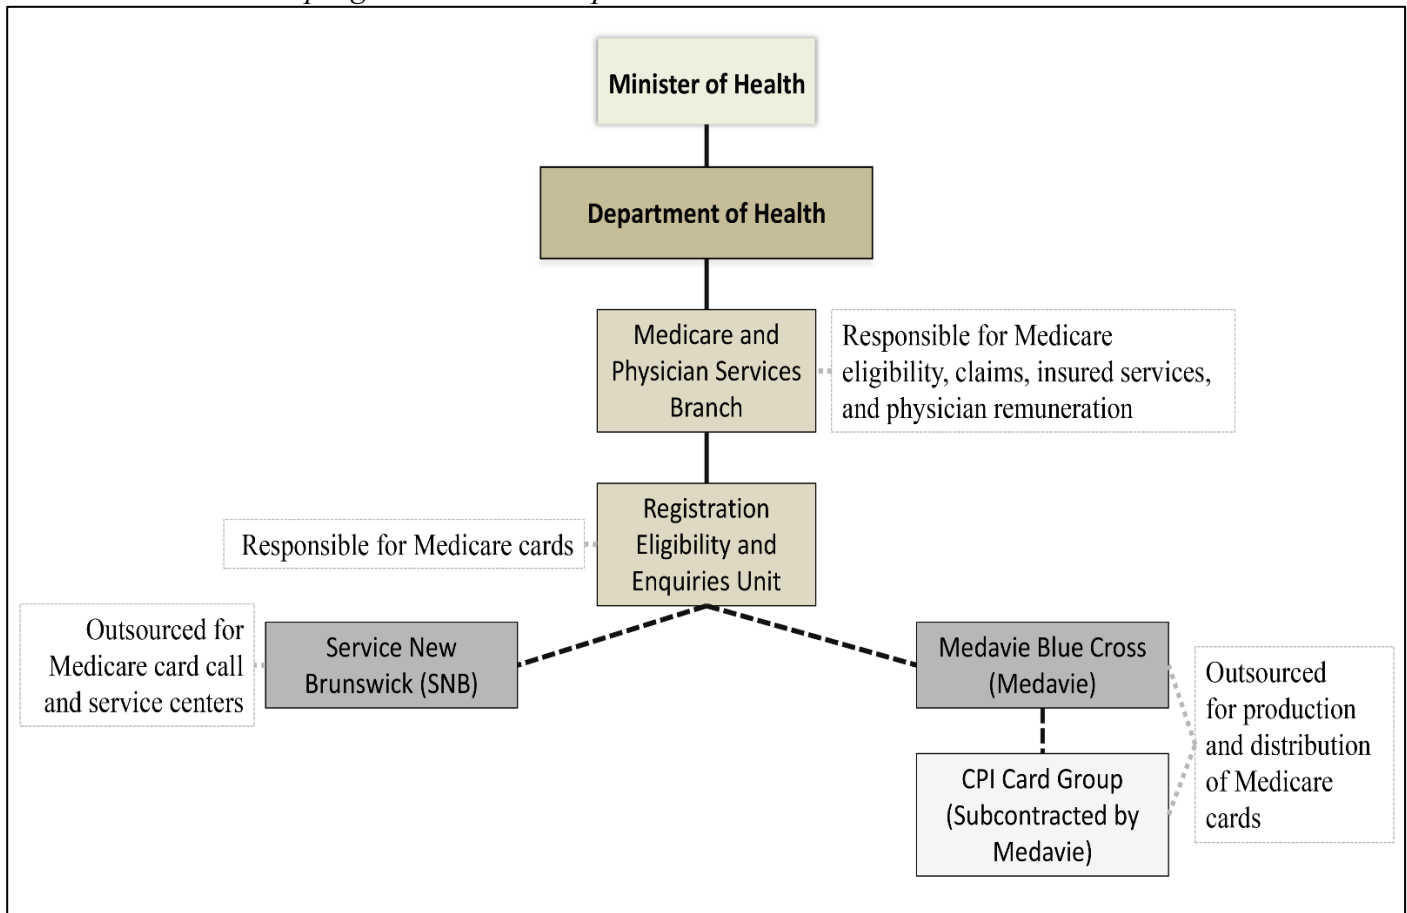 Minister of Health
Department of Health
Medicare and
Physician Services
Branch
Responsible for Medicare
eligibility, claims, insured services,
and physician remuneration
Registration
Eligibility and
Enquiries Unit
Responsible for Medicare cards
Outsourced for
Medicare card call
and service centers
Service New
Brunswick (SNB)
Medavie Blue Cross
(Medavie)
Outsourced
for production
and distribution
of Medicare
cards
CPI Card Group
(Subcontracted by
Medavie)